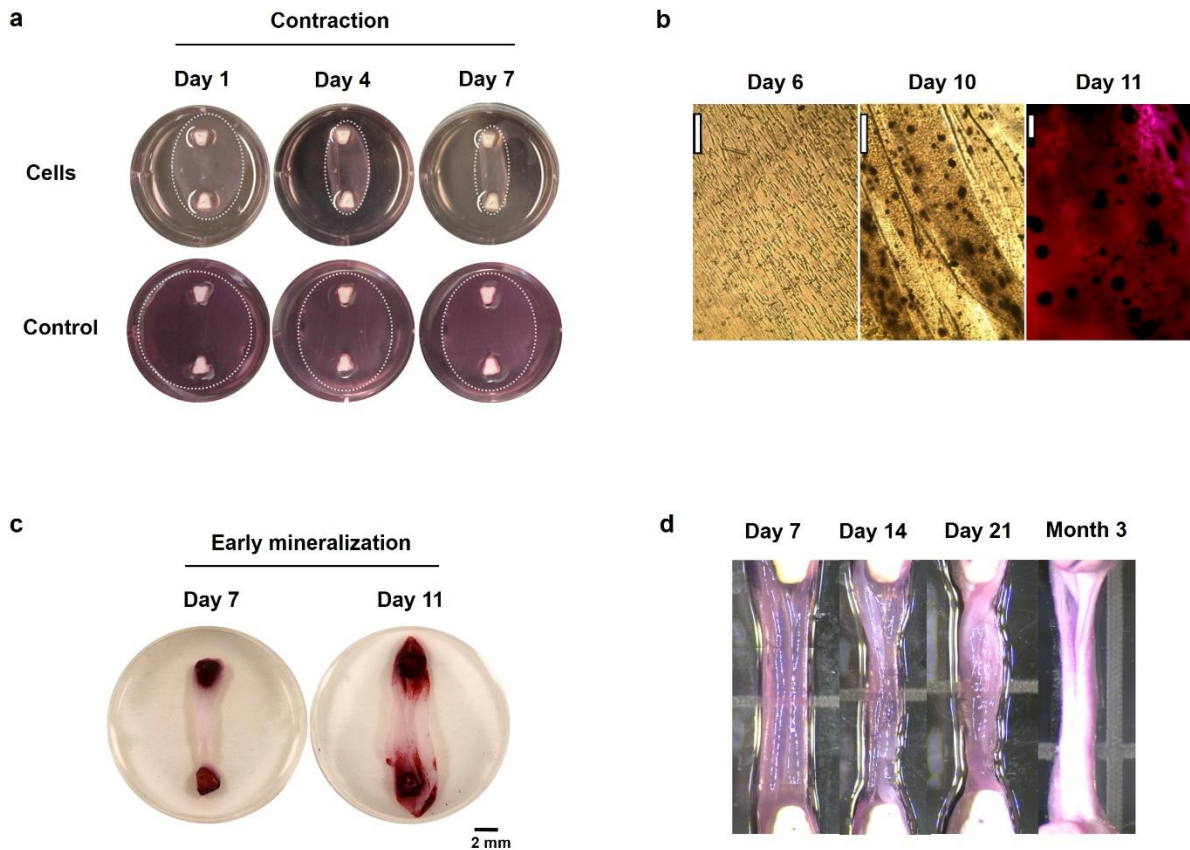 a
Contraction
Day 1 Day 4 Day 7
Cells
Control
b
Day 6 Day 10 Day 11
c
Early mineralization
Day 7 Day 11
2 mm
d
Day 7 Day 14 Day 21 Month 3